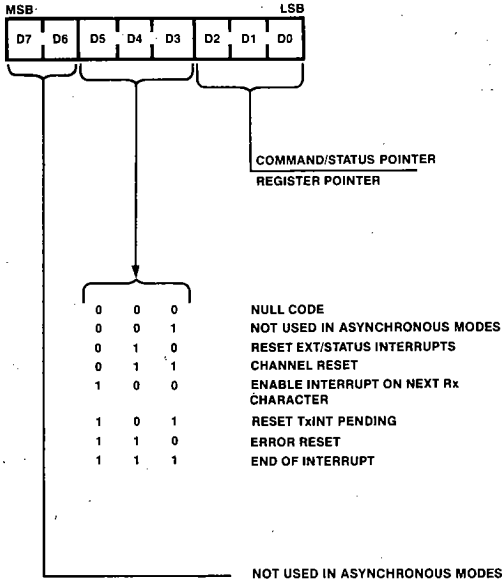 MSB LSB
D7 D6 D5 D4 D3 D2 D1 D0
COMMAND/STATUS POINTER
REGISTER POINTER
0 0 0 NULL CODE
0 0 1 NOT USED IN ASYNCHRONOUS MODES
0 1 0 RESET EXT/STATUS INTERRUPTS
0 1 1 CHANNEL RESET
1 0 0 ENABLE INTERRUPT ON NEXT Rx
CHARACTER
1 0 1 RESET TxINT PENDING
1 1 0 ERROR RESET
1 1 1 END OF INTERRUPT
NOT USED IN ASYNCHRONOUS MODES